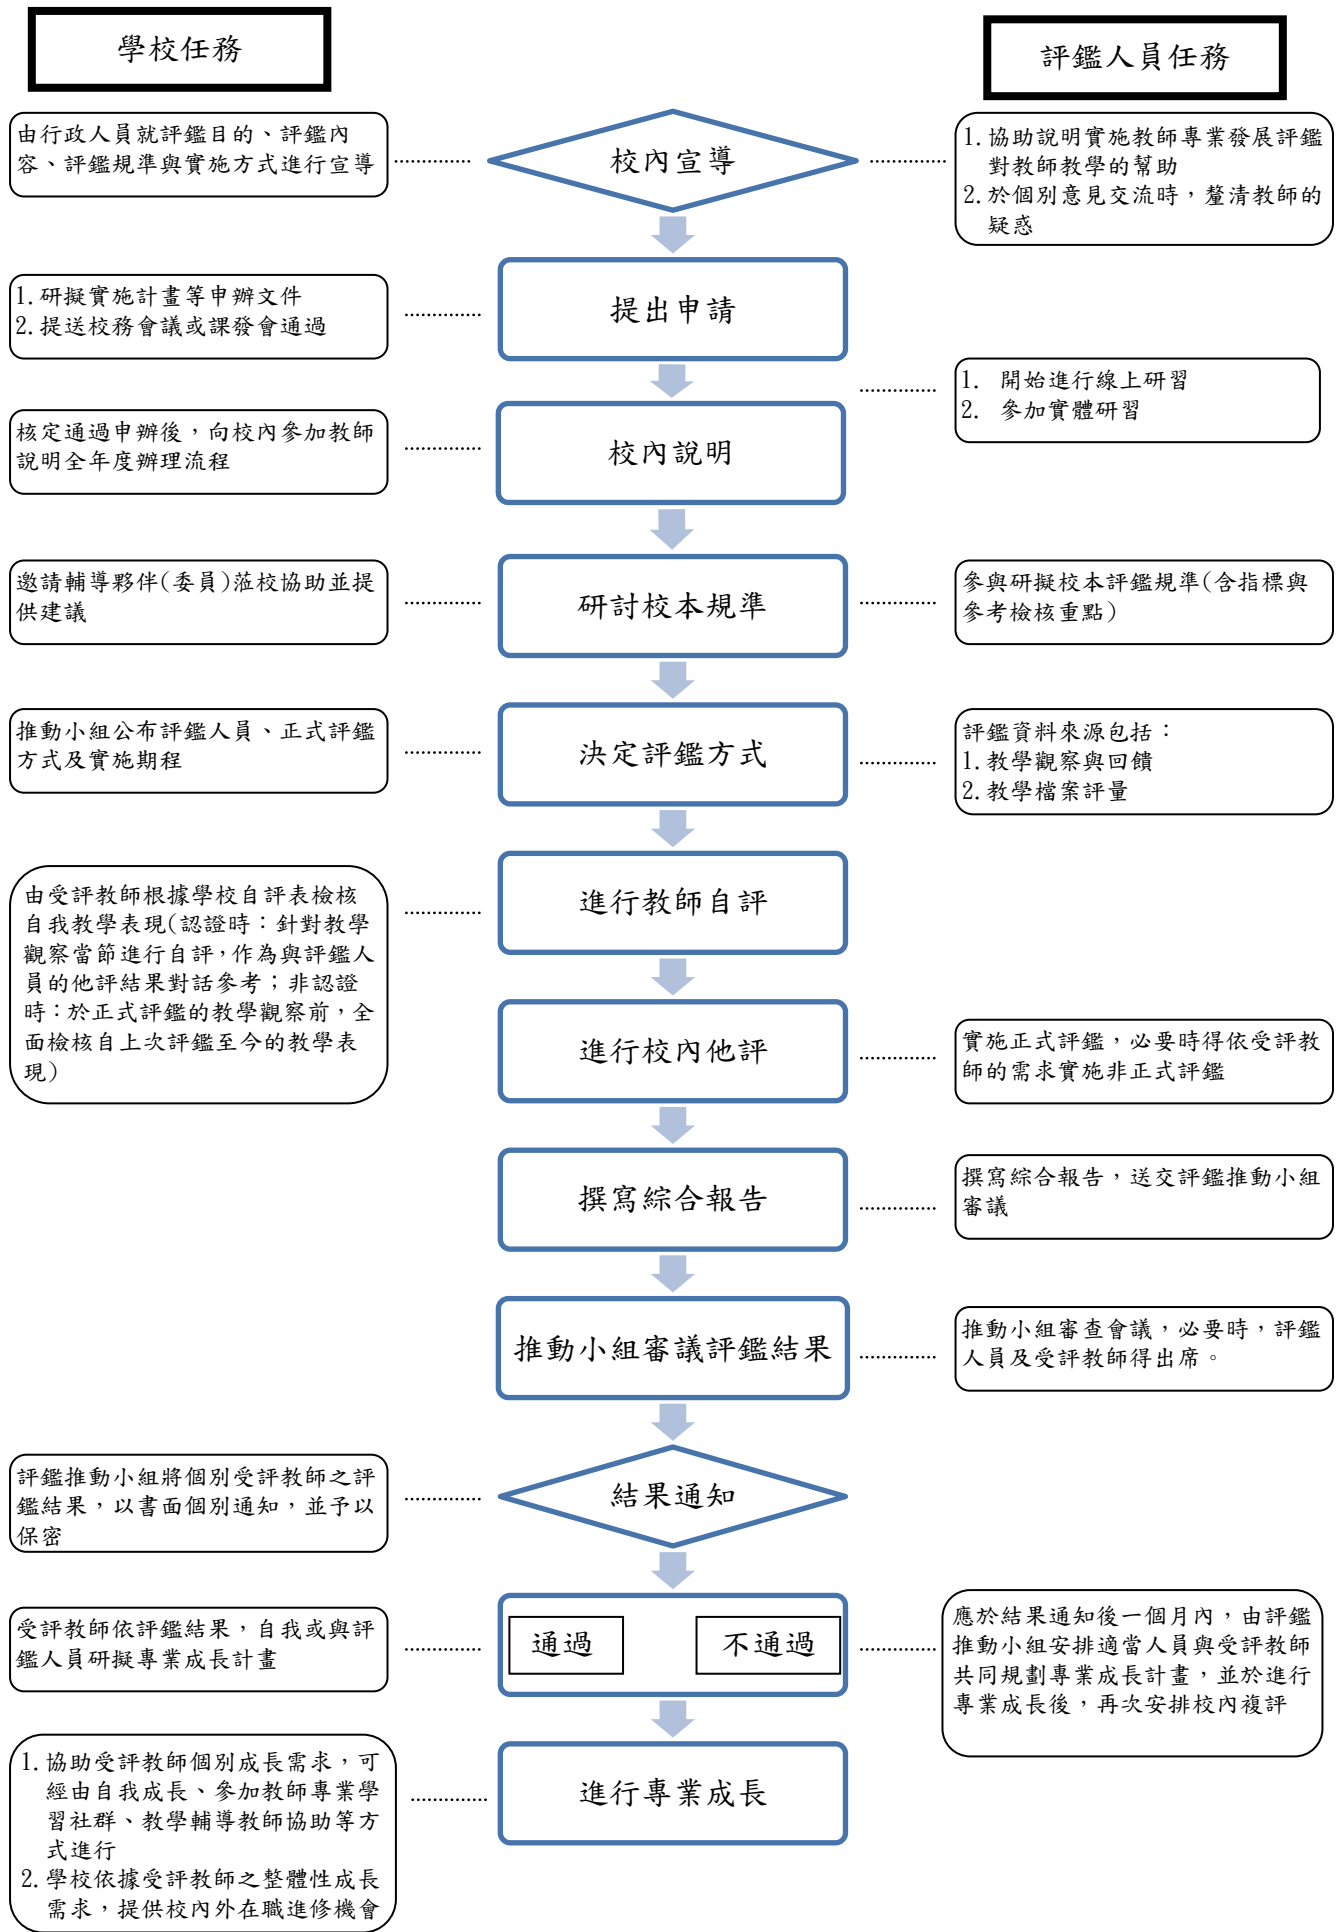 學校任務
評鑑人員任務
由行政人員就評鑑目的、評鑑內
容、評鑑規準與實施方式進行宣導
校內宣導
1.協助說明實施教師專業發展評鑑
對教師教學的幫助
2.於個別意見交流時,釐清教師的
疑惑
1.研擬實施計畫等申辦文件
2.提送校務會議或課發會通過
提出申請
1. 開始進行線上研習
2. 參加實體研習
核定通過申辦後,向校內參加教師
說明全年度辦理流程
校內說明
邀請輔導夥伴(委員)蒞校協助並提
供建議
研討校本規準
參與研擬校本評鑑規準(含指標與
參考檢核重點)
推動小組公布評鑑人員、正式評鑑
方式及實施期程
決定評鑑方式
評鑑資料來源包括:
1.教學觀察與回饋
2.教學檔案評量
由受評教師根據學校自評表檢核
自我教學表現(認證時:針對教學
觀察當節進行自評,作為與評鑑人
員的他評結果對話參考;非認證
時:於正式評鑑的教學觀察前,全
面檢核自上次評鑑至今的教學表
現)
進行教師自評
進行校內他評
實施正式評鑑,必要時得依受評教
師的需求實施非正式評鑑
撰寫綜合報告
撰寫綜合報告,送交評鑑推動小組
審議
推動小組審議評鑑結果
推動小組審查會議,必要時,評鑑
人員及受評教師得出席。
評鑑推動小組將個別受評教師之評
鑑結果,以書面個別通知,並予以
保密
結果通知
受評教師依評鑑結果,自我或與評
鑑人員研擬專業成長計畫
通過
不通過
應於結果通知後一個月內,由評鑑
推動小組安排適當人員與受評教師
共同規劃專業成長計畫,並於進行
專業成長後,再次安排校內複評
1.協助受評教師個別成長需求,可
經由自我成長、參加教師專業學
習社群、教學輔導教師協助等方
式進行
2.學校依據受評教師之整體性成長
需求,提供校內外在職進修機會
進行專業成長